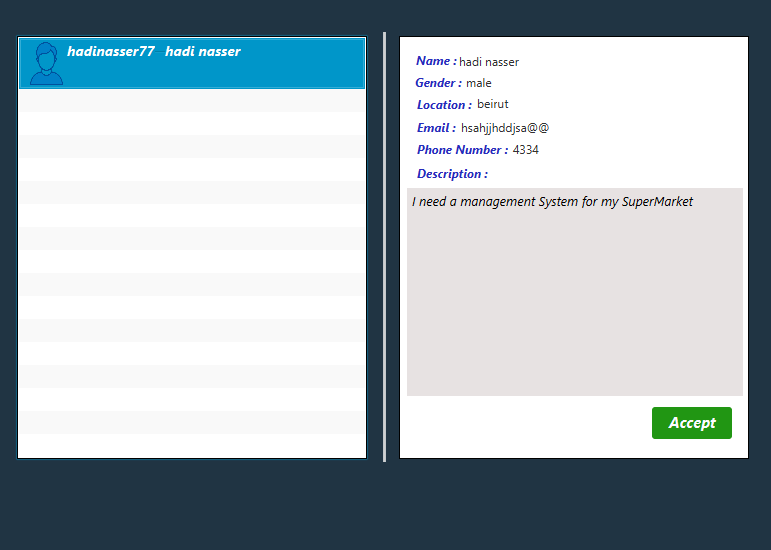 hadinasser77 hadi nasser
Name : hadi nasser
Gender : male
Location : beirut
Email : hsahjjhddjsa@@
Phone Number : 4334
Description :
I need a management System for my SuperMarket
Accept